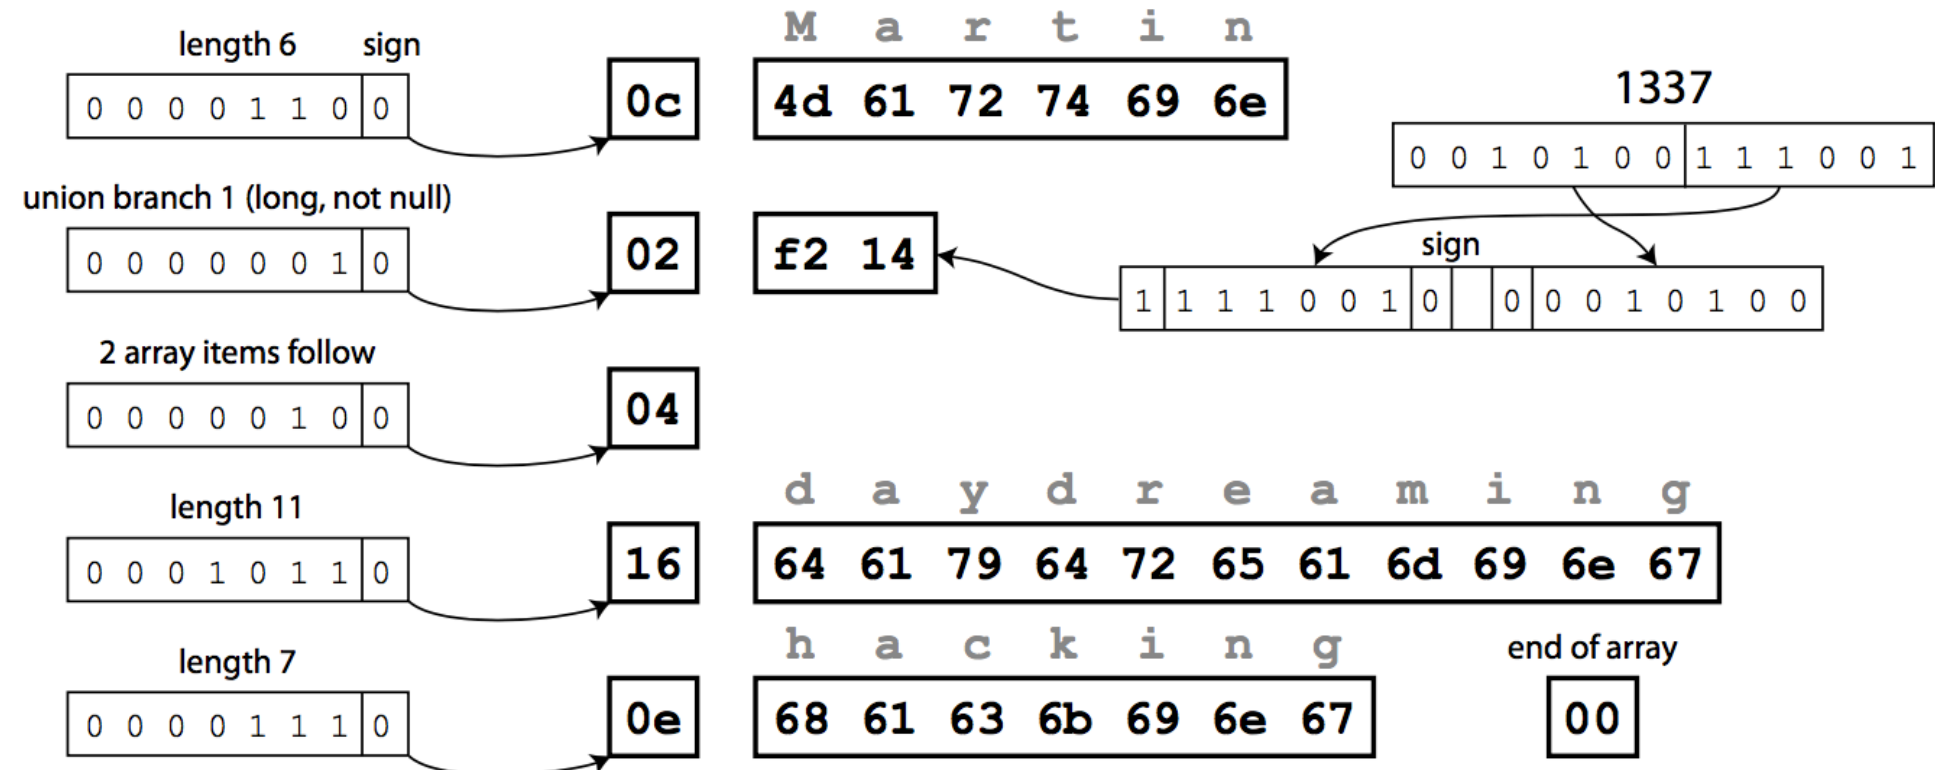 length 6 sign
M a r t i n
0 0 0 0 1 1 0 0
0c
4d 61 72 74 69 6e
1337
0 0 1 0 1 0 0 1 1 1 0 0 1
union branch 1 (long, not null)
0 0 0 0 0 0 1 0
02
f2 14
sign
1 1 1 1 0 0 1 0 0 0 0 1 0 1 0 0
2 array items follow
0 0 0 0 0 1 0 0
04
length 11
d a y d r e a m i n g
0 0 0 1 0 1 1 0
16
64 61 79 64 72 65 61 6d 69 6e 67
length 7
h a c k i n g
end of array
0 0 0 0 1 1 1 0
0e
68 61 63 6b 69 6e 67
00